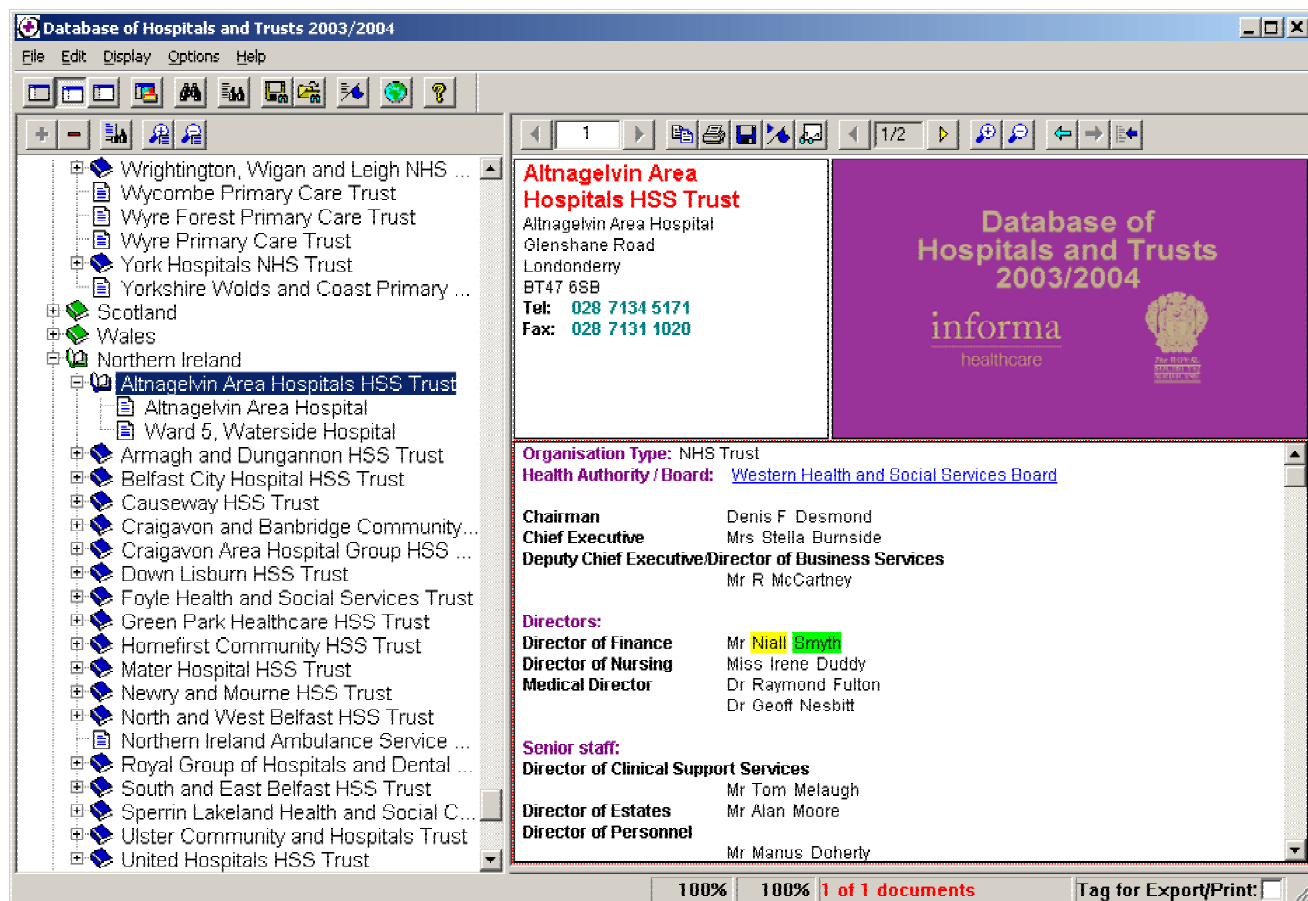 Database of Hospitals and Trusts 2003/2004
File Edit Display Options Help
1
1/2
Wrightington, Wigan and Leigh NHS ...
Wycombe Primary Care Trust
Wyre Forest Primary Care Trust
Wyre Primary Care Trust
York Hospitals NHS Trust
Yorkshire Wolds and Coast Primary ...
Scotland
Wales
Northern Ireland
Altnagelvin Area Hospitals HSS Trust
Altnagelvin Area Hospital
Ward 5, Waterside Hospital
Armagh and Dungannon HSS Trust
Belfast City Hospital HSS Trust
Causeway HSS Trust
Craigavon and Banbridge Community...
Craigavon Area Hospital Group HSS ...
Down Lisburn HSS Trust
Foyle Health and Social Services Trust
Green Park Healthcare HSS Trust
Homefirst Community HSS Trust
Mater Hospital HSS Trust
Newry and Mourne HSS Trust
North and West Belfast HSS Trust
Northern Ireland Ambulance Service ...
Royal Group of Hospitals and Dental ...
South and East Belfast HSS Trust
Sperrin Lakeland Health and Social C...
Ulster Community and Hospitals Trust
United Hospitals HSS Trust
Altnagelvin Area
Hospitals HSS Trust
Altnagelvin Area Hospital
Glenshane Road
Londonderry
BT47 6SB
Tel: 028 7134 5171
Fax: 028 7131 1020
Database of
Hospitals and Trusts
2003/2004
informa
healthcare
The ROYAL
SOCIETY of
MEDICINE
Organisation Type: NHS Trust
Health Authority / Board: Western Health and Social Services Board
Chairman Denis F Desmond
Chief Executive Mrs Stella Burnside
Deputy Chief Executive/Director of Business Services
Mr R McCartney
Directors:
Director of Finance Mr Niall Smyth
Director of Nursing Miss Irene Duddy
Medical Director Dr Raymond Fulton
Dr Geoff Nesbitt
Senior staff:
Director of Clinical Support Services
Mr Tom Melaugh
Director of Estates Mr Alan Moore
Director of Personnel
Mr Manus Doherty
100% 100% 1 of 1 documents Tag for Export/Print: